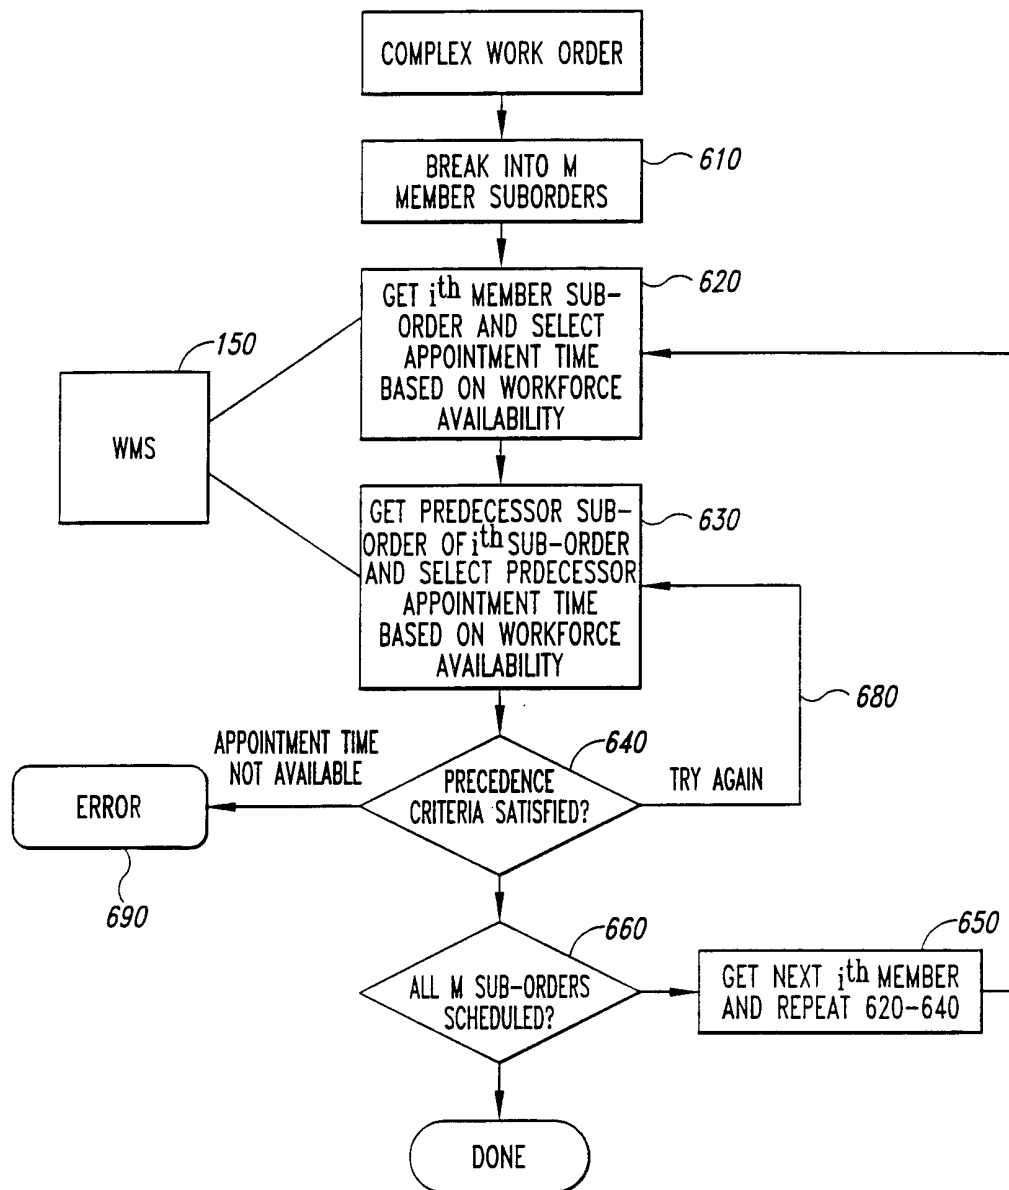 COMPLEX WORK ORDER
BREAK INTO M
MEMBER SUBORDERS
610
GET ith MEMBER SUB-
ORDER AND SELECT
APPOINTMENT TIME
BASED ON WORKFORCE
AVAILABILITY
620
150
WMS
GET PREDECESSOR SUB-
ORDER OF ith SUB-ORDER
AND SELECT PRDECESSOR
APPOINTMENT TIME
BASED ON WORKFORCE
AVAILABILITY
630
680
640
PRECEDENCE
CRITERIA SATISFIED?
APPOINTMENT TIME
NOT AVAILABLE
TRY AGAIN
ERROR
690
660
ALL M SUB-ORDERS
SCHEDULED?
650
GET NEXT ith MEMBER
AND REPEAT 620-640
DONE